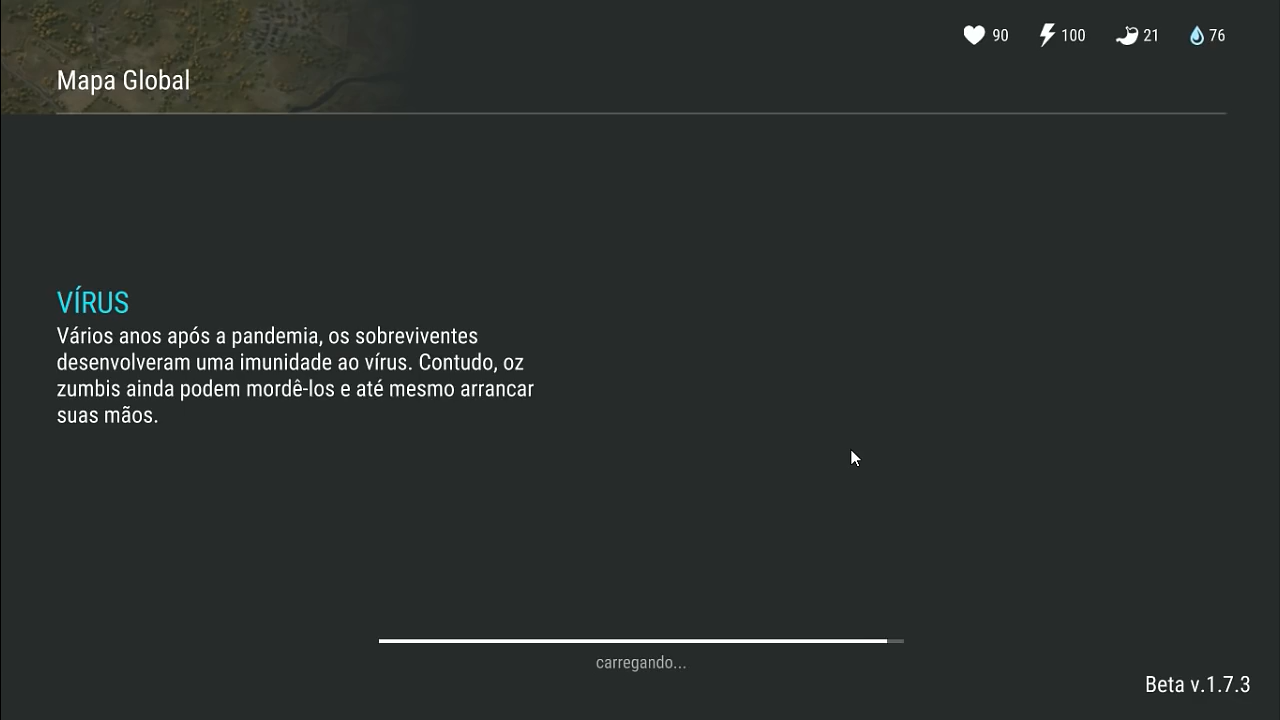 90 100 21 76
Mapa Global
VÍRUS
Vários anos após a pandemia, os sobreviventes
desenvolveram uma imunidade ao vírus. Contudo, oz
zumbis ainda podem mordê-los e até mesmo arrancar
suas mãos.
carregando...
Beta v.1.7.3